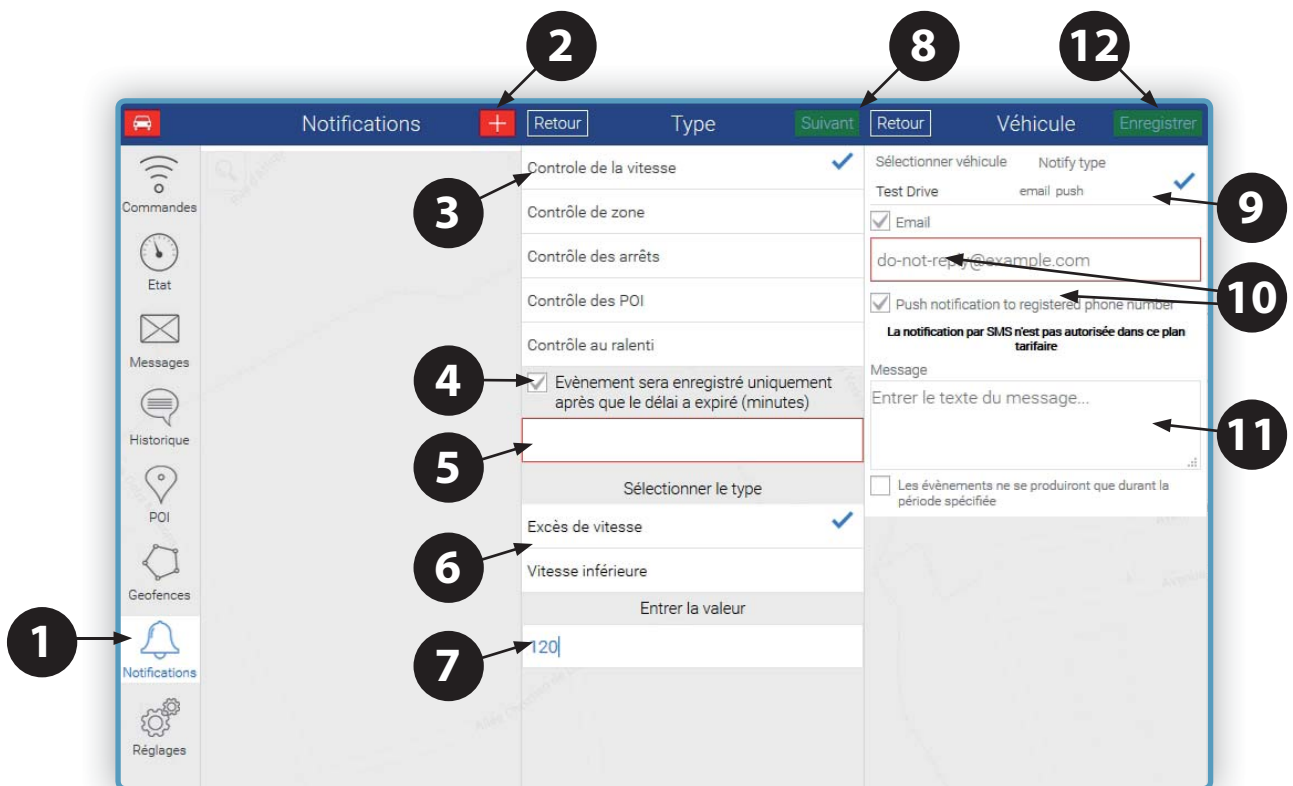 2
8
12
Notifications
+
Retour
Type
Suivant
Retour
Véhicule
Enregistrer
Commandes
Etat
Messages
Historique
POI
Geofences
1
Notifications
Réglages
3
Controle de la vitesse
Contrôle de zone
Contrôle des arrêts
Contrôle des POI
Contrôle au ralenti
4
Evènement sera enregistré uniquement
après que le délai a expiré (minutes)
5
Sélectionner le type
6
Excès de vitesse
Vitesse inférieure
Entrer la valeur
7
120
Sélectionner véhicule Notify type
Test Drive email push
9
Email
do-not-reply@example.com
10
Push notification to registered phone number
La notification par SMS n'est pas autorisée dans ce plan
tarifaire
Message
Entrer le texte du message...
11
Les évènements ne se produiront que durant la
période spécifiée